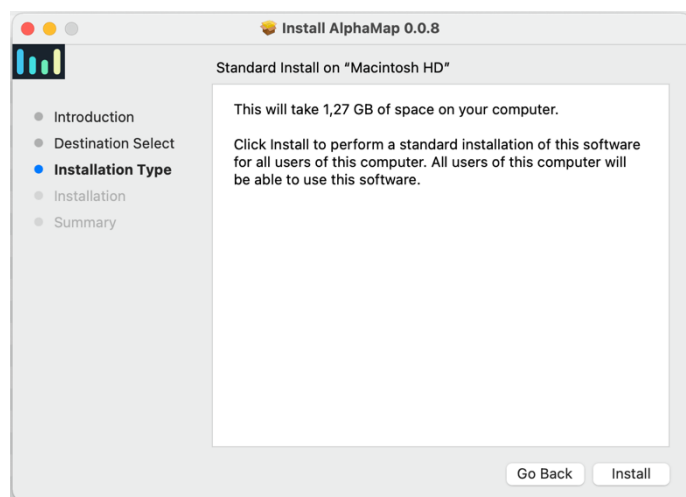 Install AlphaMap 0.0.8
Standard Install on “Macintosh HD”
Introduction
Destination Select
Installation Type
Installation
Summary
This will take 1,27 GB of space on your computer.
Click Install to perform a standard installation of this software
for all users of this computer. All users of this computer will
be able to use this software.
Go Back
Install